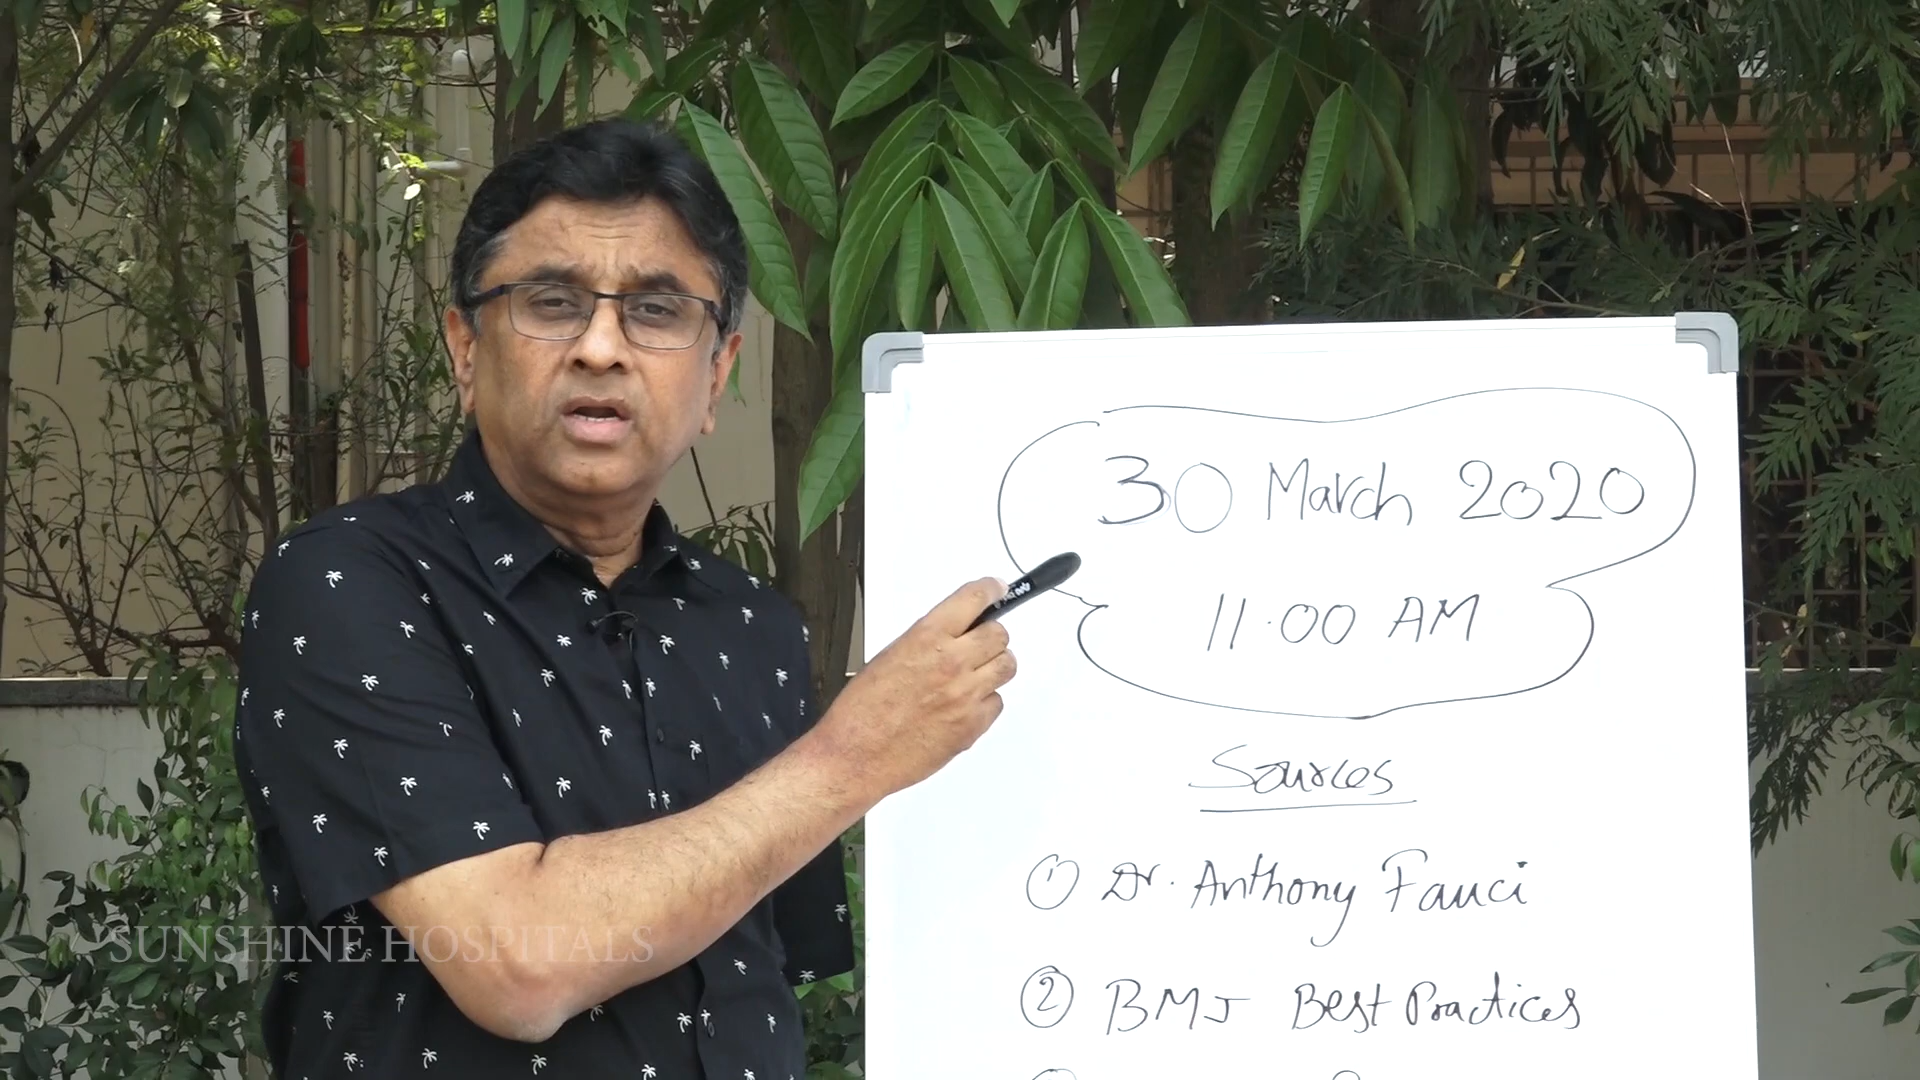 30 March 2020
11.00 AM
Sources
① Dr. Anthony Fauci
② BMJ Best Practices
SUNSHINE HOSPITALS